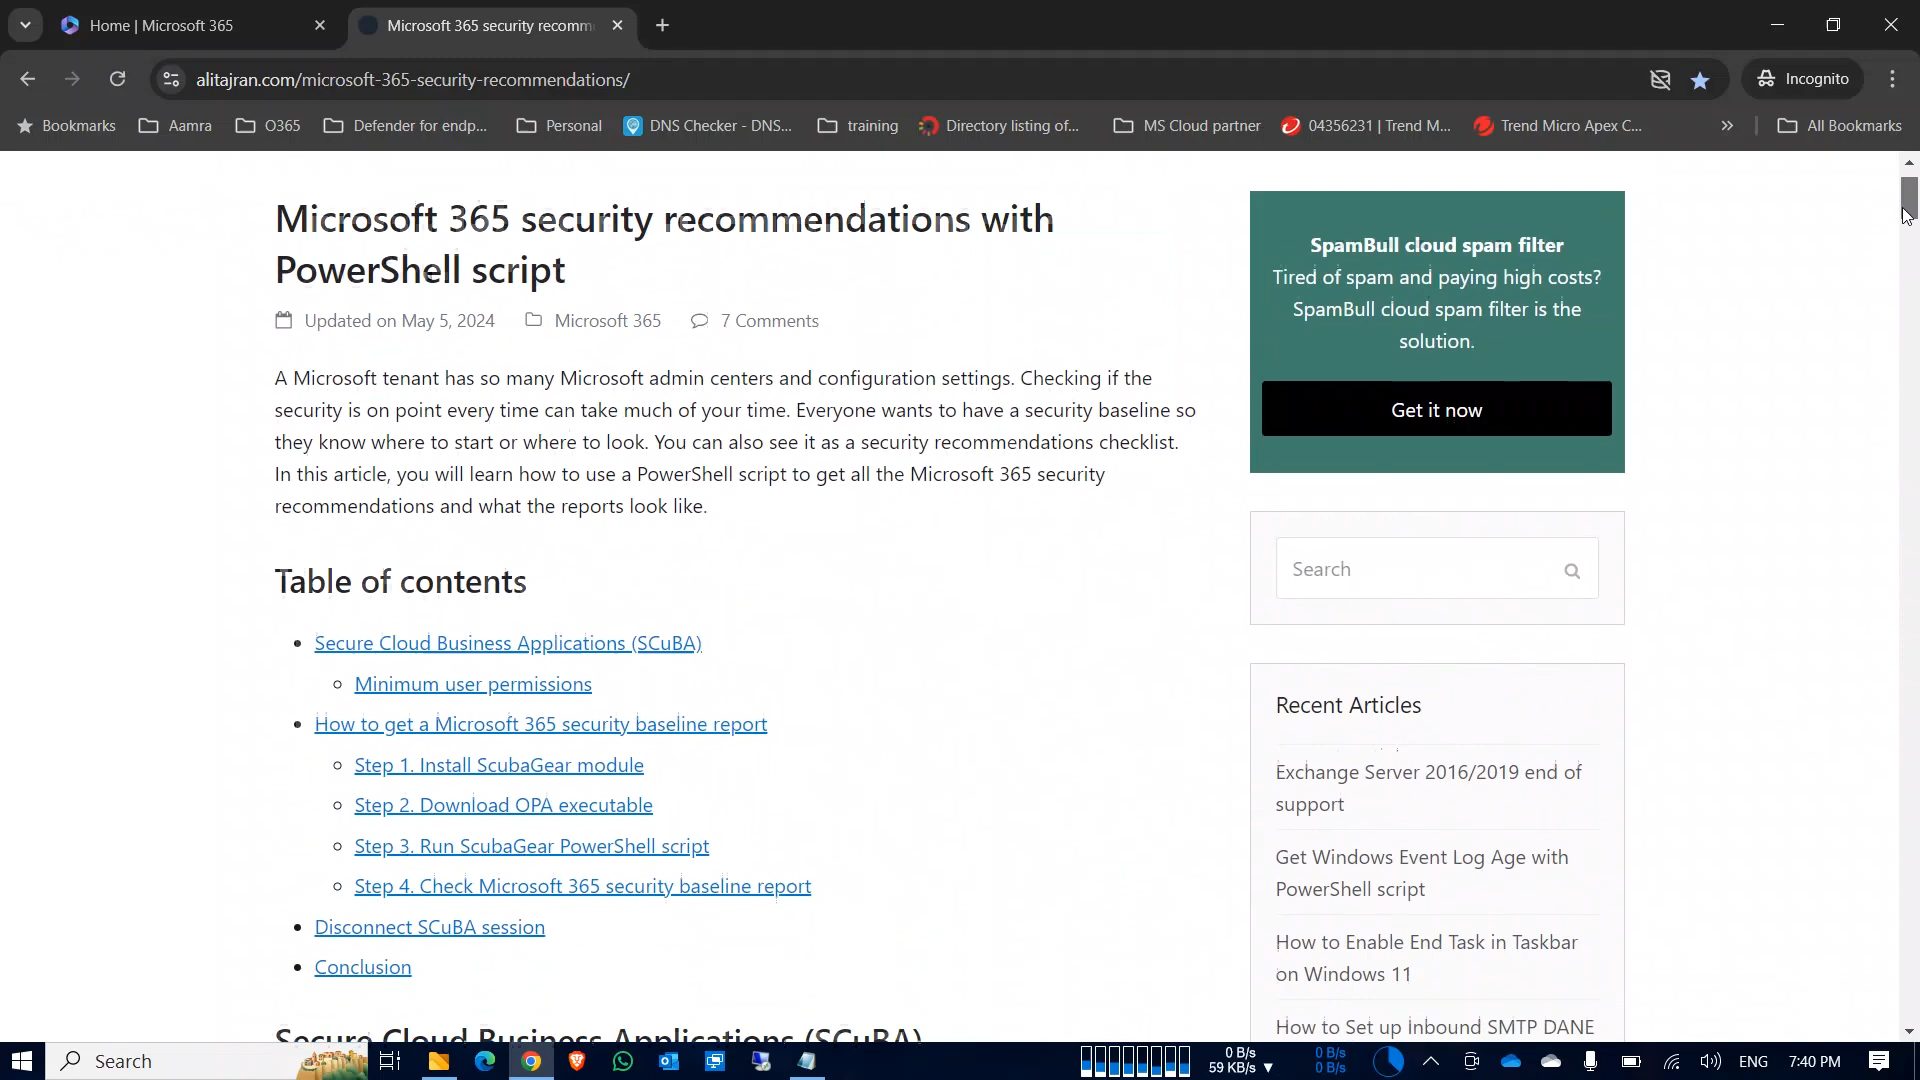 Home | Microsoft 365
Microsoft 365 security recomm
alitajran.com/microsoft-365-security-recommendations/
Incognito
Bookmarks
Aamra
O365
Defender for endp...
Personal
DNS Checker - DNS...
training
Directory listing of...
MS Cloud partner
04356231 | Trend M...
Trend Micro Apex C...
All Bookmarks
Microsoft 365 security recommendations with
PowerShell script
Updated on May 5, 2024
Microsoft 365
7 Comments
A Microsoft tenant has so many Microsoft admin centers and configuration settings. Checking if the
security is on point every time can take much of your time. Everyone wants to have a security baseline so
they know where to start or where to look. You can also see it as a security recommendations checklist.
In this article, you will learn how to use a PowerShell script to get all the Microsoft 365 security
recommendations and what the reports look like.
Table of contents
Secure Cloud Business Applications (SCuBA)
Minimum user permissions
How to get a Microsoft 365 security baseline report
Step 1. Install ScubaGear module
Step 2. Download OPA executable
Step 3. Run ScubaGear PowerShell script
Step 4. Check Microsoft 365 security baseline report
Disconnect SCuBA session
Conclusion
Secure Cloud Business Applications (SCuBA)
SpamBull cloud spam filter
Tired of spam and paying high costs?
SpamBull cloud spam filter is the
solution.
Get it now
Search
Recent Articles
Exchange Server 2016/2019 end of
support
Get Windows Event Log Age with
PowerShell script
How to Enable End Task in Taskbar
on Windows 11
How to Set up Inbound SMTP DANE
Search
0 B/s
59 KB/s
0 B/s
0 B/s
ENG
7:40 PM